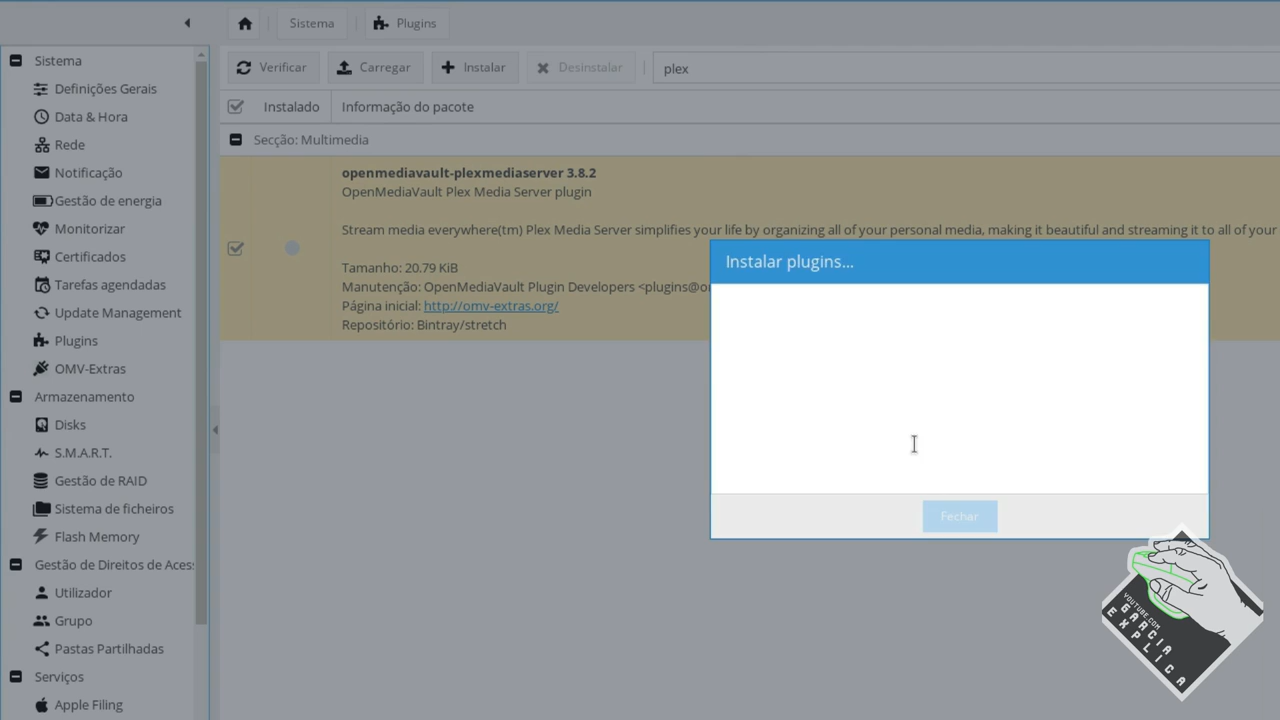 Sistema
Plugins
Sistema
Definições Gerais
Data & Hora
Rede
Notificação
Gestão de energia
Monitorizar
Certificados
Tarefas agendadas
Update Management
Plugins
OMV-Extras
Armazenamento
Disks
S.M.A.R.T.
Gestão de RAID
Sistema de ficheiros
Flash Memory
Gestão de Direitos de Aces
Utilizador
Grupo
Pastas Partilhadas
Serviços
Apple Filing
Verificar
Carregar
Instalar
Desinstalar
plex
Instalado
Informação do pacote
Secção: Multimedia
openmediavault-plexmediaserver 3.8.2
OpenMediaVault Plex Media Server plugin
Stream media everywhere(tm) Plex Media Server simplifies your life by organizing all of your personal media, making it beautiful and streaming it to all of your
Tamanho: 20.79 KiB
Manutenção: OpenMediaVault Plugin Developers <plugins@o
Página inicial: http://omv-extras.org/
Repositório: Bintray/stretch
Instalar plugins...
Fechar
YOUTUBE.COM
GARCIA
EXPLICA